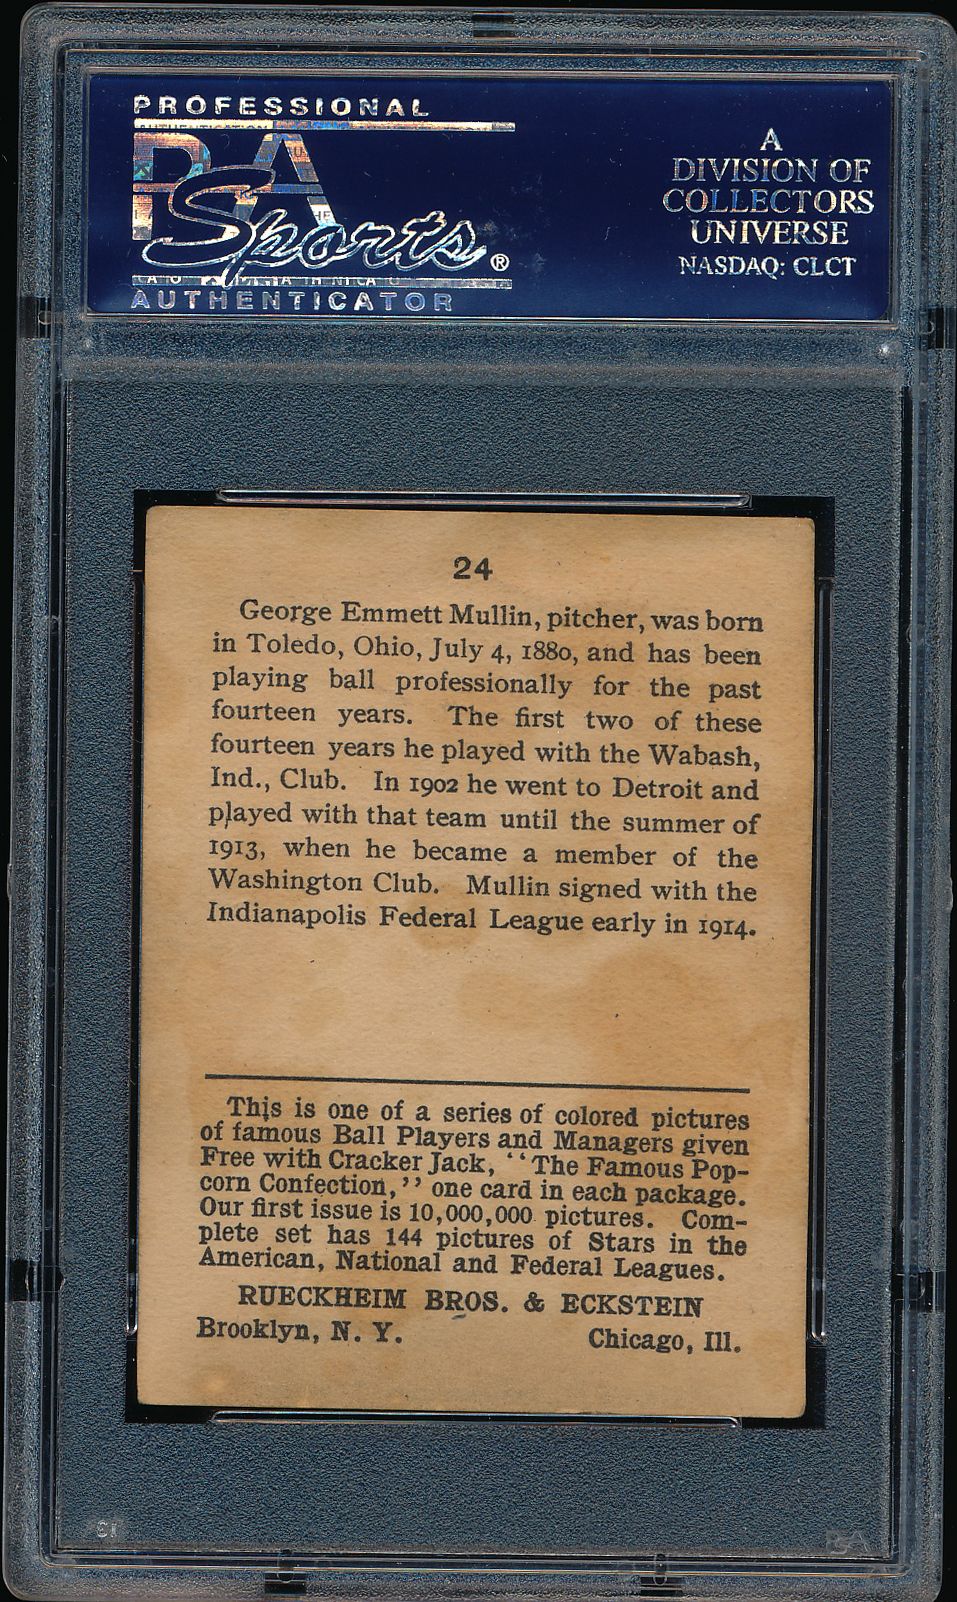 PROFESSIONAL
PSA
Sports®
AUTHENTICATOR
A
DIVISION OF
COLLECTORS
UNIVERSE
NASDAQ: CLCT
24
George Emmett Mullin, pitcher, was born
in Toledo, Ohio, July 4, 1880, and has been
playing ball professionally for the past
fourteen years. The first two of these
fourteen years he played with the Wabash,
Ind., Club. In 1902 he went to Detroit and
played with that team until the summer of
1913, when he became a member of the
Washington Club. Mullin signed with the
Indianapolis Federal League early in 1914.
This is one of a series of colored pictures
of famous Ball Players and Managers given
Free with Cracker Jack, “The Famous Pop-
corn Confection,” one card in each package.
Our first issue is 10,000,000 pictures. Com-
plete set has 144 pictures of Stars in the
American, National and Federal Leagues.
RUECKHEIM BROS. & ECKSTEIN
Brooklyn, N. Y. Chicago, Ill.
PSA